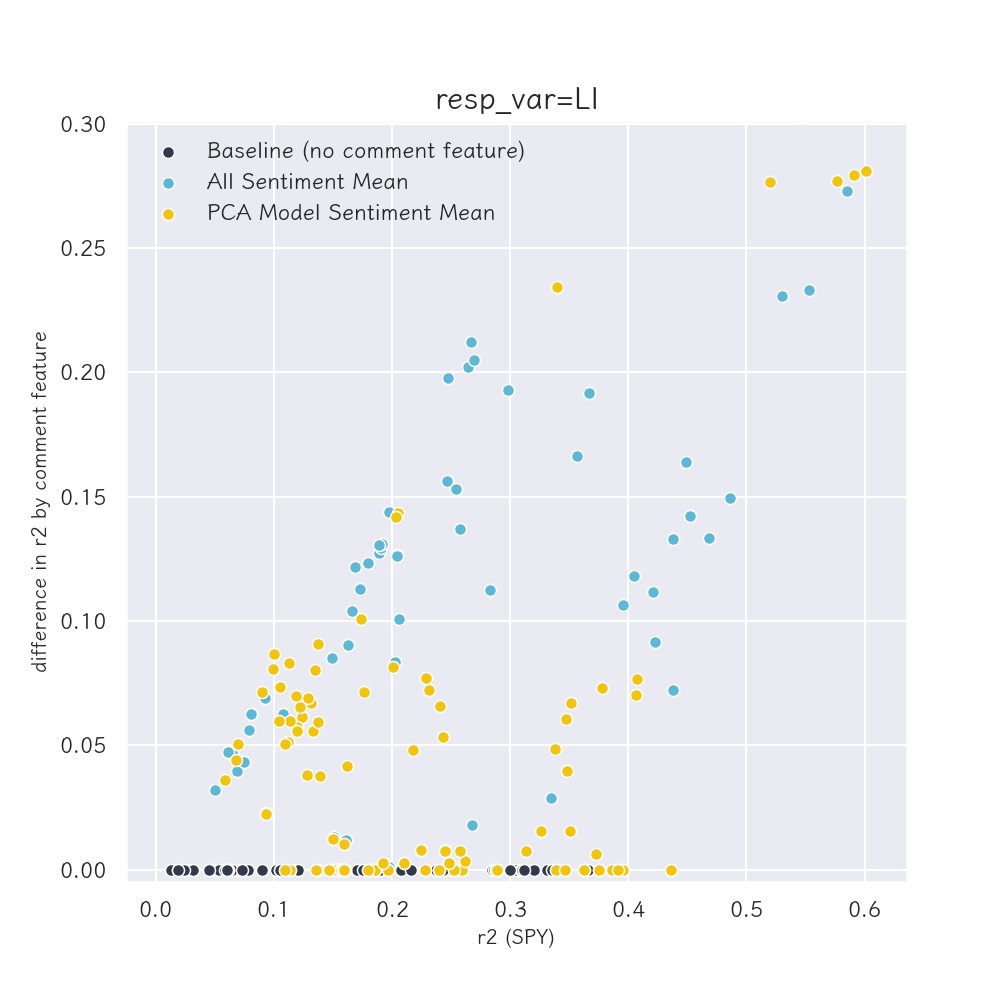 resp_var=LI
0.30
0.25
0.20
0.15
0.10
0.05
0.00
difference in r2 by comment feature
Baseline (no comment feature)
All Sentiment Mean
PCA Model Sentiment Mean
0.0 0.1 0.2 0.3 0.4 0.5 0.6
r2 (SPY)